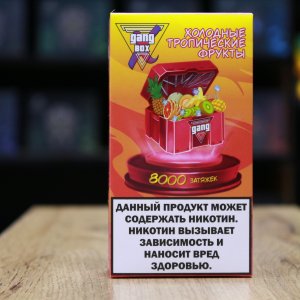 gang
BOX
ХОЛОДНЫЕ
ТРОПИЧЕСКИЕ
ФРУКТЫ
gang
8000 ЗАТЯЖЕК
ДАННЫЙ ПРОДУКТ МОЖЕТ
СОДЕРЖАТЬ НИКОТИН.
НИКОТИН ВЫЗЫВАЕТ
ЗАВИСИМОСТЬ И
НАНОСИТ ВРЕД
ЗДОРОВЬЮ.